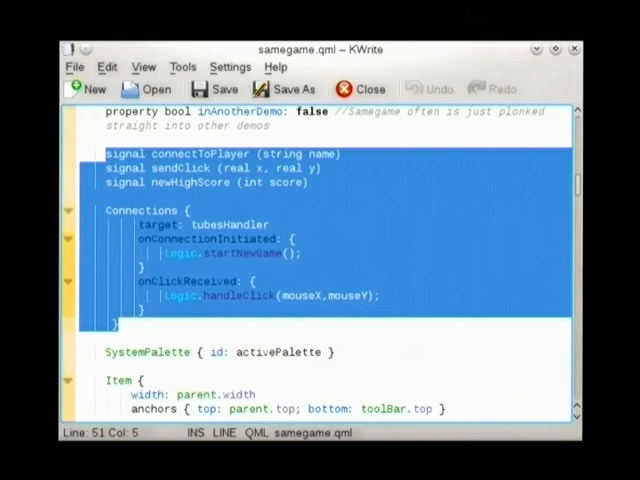 samegame.qml – KWrite
File Edit View Tools Settings Help
New Open Save Save As Close Undo Redo
property bool inAnotherDemo: false //Samegame often is just plonked
straight into other demos
signal connectToPlayer (string name)
signal sendClick (real x, real y)
signal newHighScore (int score)
Connections {
target: tubesHandler
onConnectionInitiated: {
Logic.startNewGame();
}
onClickReceived: {
Logic.handleClick(mouseX,mouseY);
}
}
SystemPalette { id: activePalette }
Item {
width: parent.width
anchors { top: parent.top; bottom: toolBar.top }
Line: 51 Col: 5 INS LINE QML samegame.qml